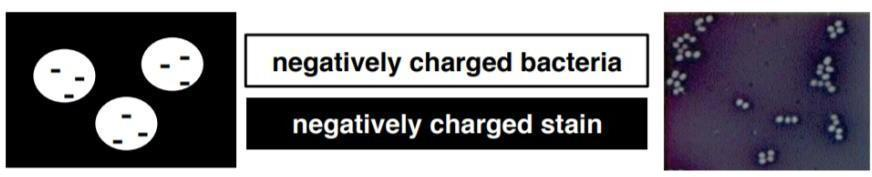 negatively charged bacteria
negatively charged stain